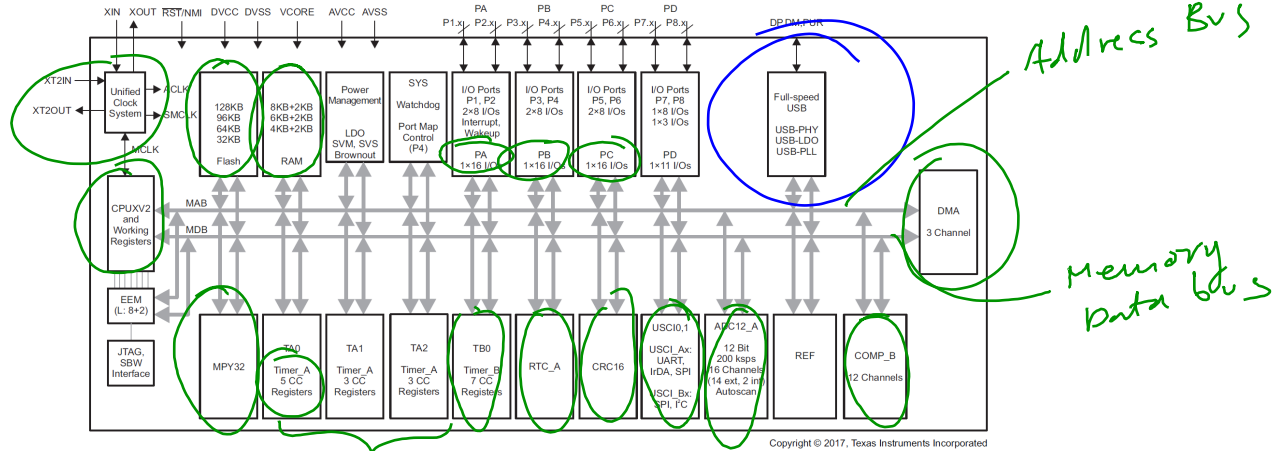 XIN XOUT RST/NMI DVCC DVSS VCORE AVCC AVSS
PA PB PC PD
P1.x P2.x P3.x P4.x P5.x P6.x P7.x P8.x
DP,DM,PUR
Address Bus
XT2IN
XT2OUT
Unified
Clock
System
ACLK
SMCLK
MCLK
128KB
96KB
64KB
32KB
Flash
8KB+2KB
6KB+2KB
4KB+2KB
RAM
Power
Management
LDO
SVM, SVS
Brownout
SYS
Watchdog
Port Map
Control
(P4)
I/O Ports
P1, P2
2×8 I/Os
Interrupt,
Wakeup
PA
1×16 I/Os
I/O Ports
P3, P4
2×8 I/Os
PB
1×16 I/Os
I/O Ports
P5, P6
2×8 I/Os
PC
1×16 I/Os
I/O Ports
P7, P8
1×8 I/Os
1×3 I/Os
PD
1×11 I/Os
Full-speed
USB
USB-PHY
USB-LDO
USB-PLL
CPUXV2
and
Working
Registers
MAB
MDB
DMA
3 Channel
Memory
Data bus
EEM
(L: 8+2)
JTAG,
SBW
Interface
MPY32
TA0
Timer_A
5 CC
Registers
TA1
Timer_A
3 CC
Registers
TA2
Timer_A
3 CC
Registers
TB0
Timer_B
7 CC
Registers
RTC_A
CRC16
USCI0,1
USCI_Ax:
UART,
IrDA, SPI
USCI_Bx:
SPI, I²C
ADC12_A
12 Bit
200 ksps
16 Channels
(14 ext, 2 int)
Autoscan
REF
COMP_B
12 Channels
Copyright © 2017, Texas Instruments Incorporated